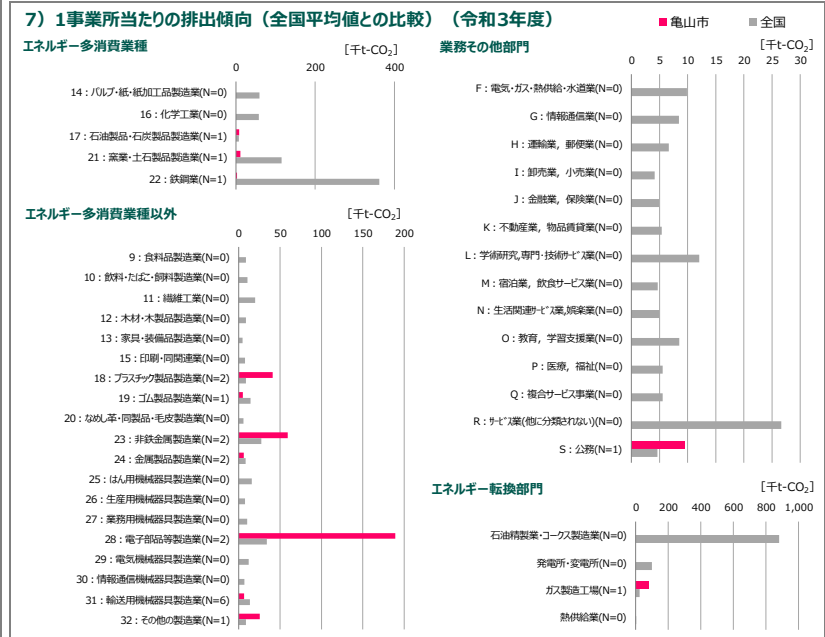 7）1事業所当たりの排出傾向（全国平均値との比較）（令和3年度）
亀山市 全国
エネルギー多消費業種
[千t-CO₂]
0 200 400
14：パルプ・紙・紙加工品製造業(N=0)
16：化学工業(N=0)
17：石油製品・石炭製品製造業(N=1)
21：窯業・土石製品製造業(N=1)
22：鉄鋼業(N=1)
エネルギー多消費業種以外
[千t-CO₂]
0 50 100 150 200
9：食料品製造業(N=0)
10：飲料・たばこ・飼料製造業(N=0)
11：繊維工業(N=0)
12：木材・木製品製造業(N=0)
13：家具・装備品製造業(N=0)
15：印刷・同関連業(N=0)
18：プラスチック製品製造業(N=2)
19：ゴム製品製造業(N=1)
20：なめし革・同製品・毛皮製造業(N=0)
23：非鉄金属製造業(N=2)
24：金属製品製造業(N=2)
25：はん用機械器具製造業(N=0)
26：生産用機械器具製造業(N=0)
27：業務用機械器具製造業(N=0)
28：電子部品等製造業(N=2)
29：電気機械器具製造業(N=0)
30：情報通信機械器具製造業(N=0)
31：輸送用機械器具製造業(N=6)
32：その他の製造業(N=1)
業務その他部門
[千t-CO₂]
0 5 10 15 20 25 30
F：電気・ガス・熱供給・水道業(N=0)
G：情報通信業(N=0)
H：運輸業，郵便業(N=0)
I：卸売業，小売業(N=0)
J：金融業，保険業(N=0)
K：不動産業，物品賃貸業(N=0)
L：学術研究,専門・技術サービス業(N=0)
M：宿泊業，飲食サービス業(N=0)
N：生活関連サービス業,娯楽業(N=0)
O：教育，学習支援業(N=0)
P：医療，福祉(N=0)
Q：複合サービス事業(N=0)
R：サービス業(他に分類されない)(N=0)
S：公務(N=1)
エネルギー転換部門
[千t-CO₂]
0 200 400 600 800 1,000
石油精製業・コークス製造業(N=0)
発電所・変電所(N=0)
ガス製造工場(N=1)
熱供給業(N=0)